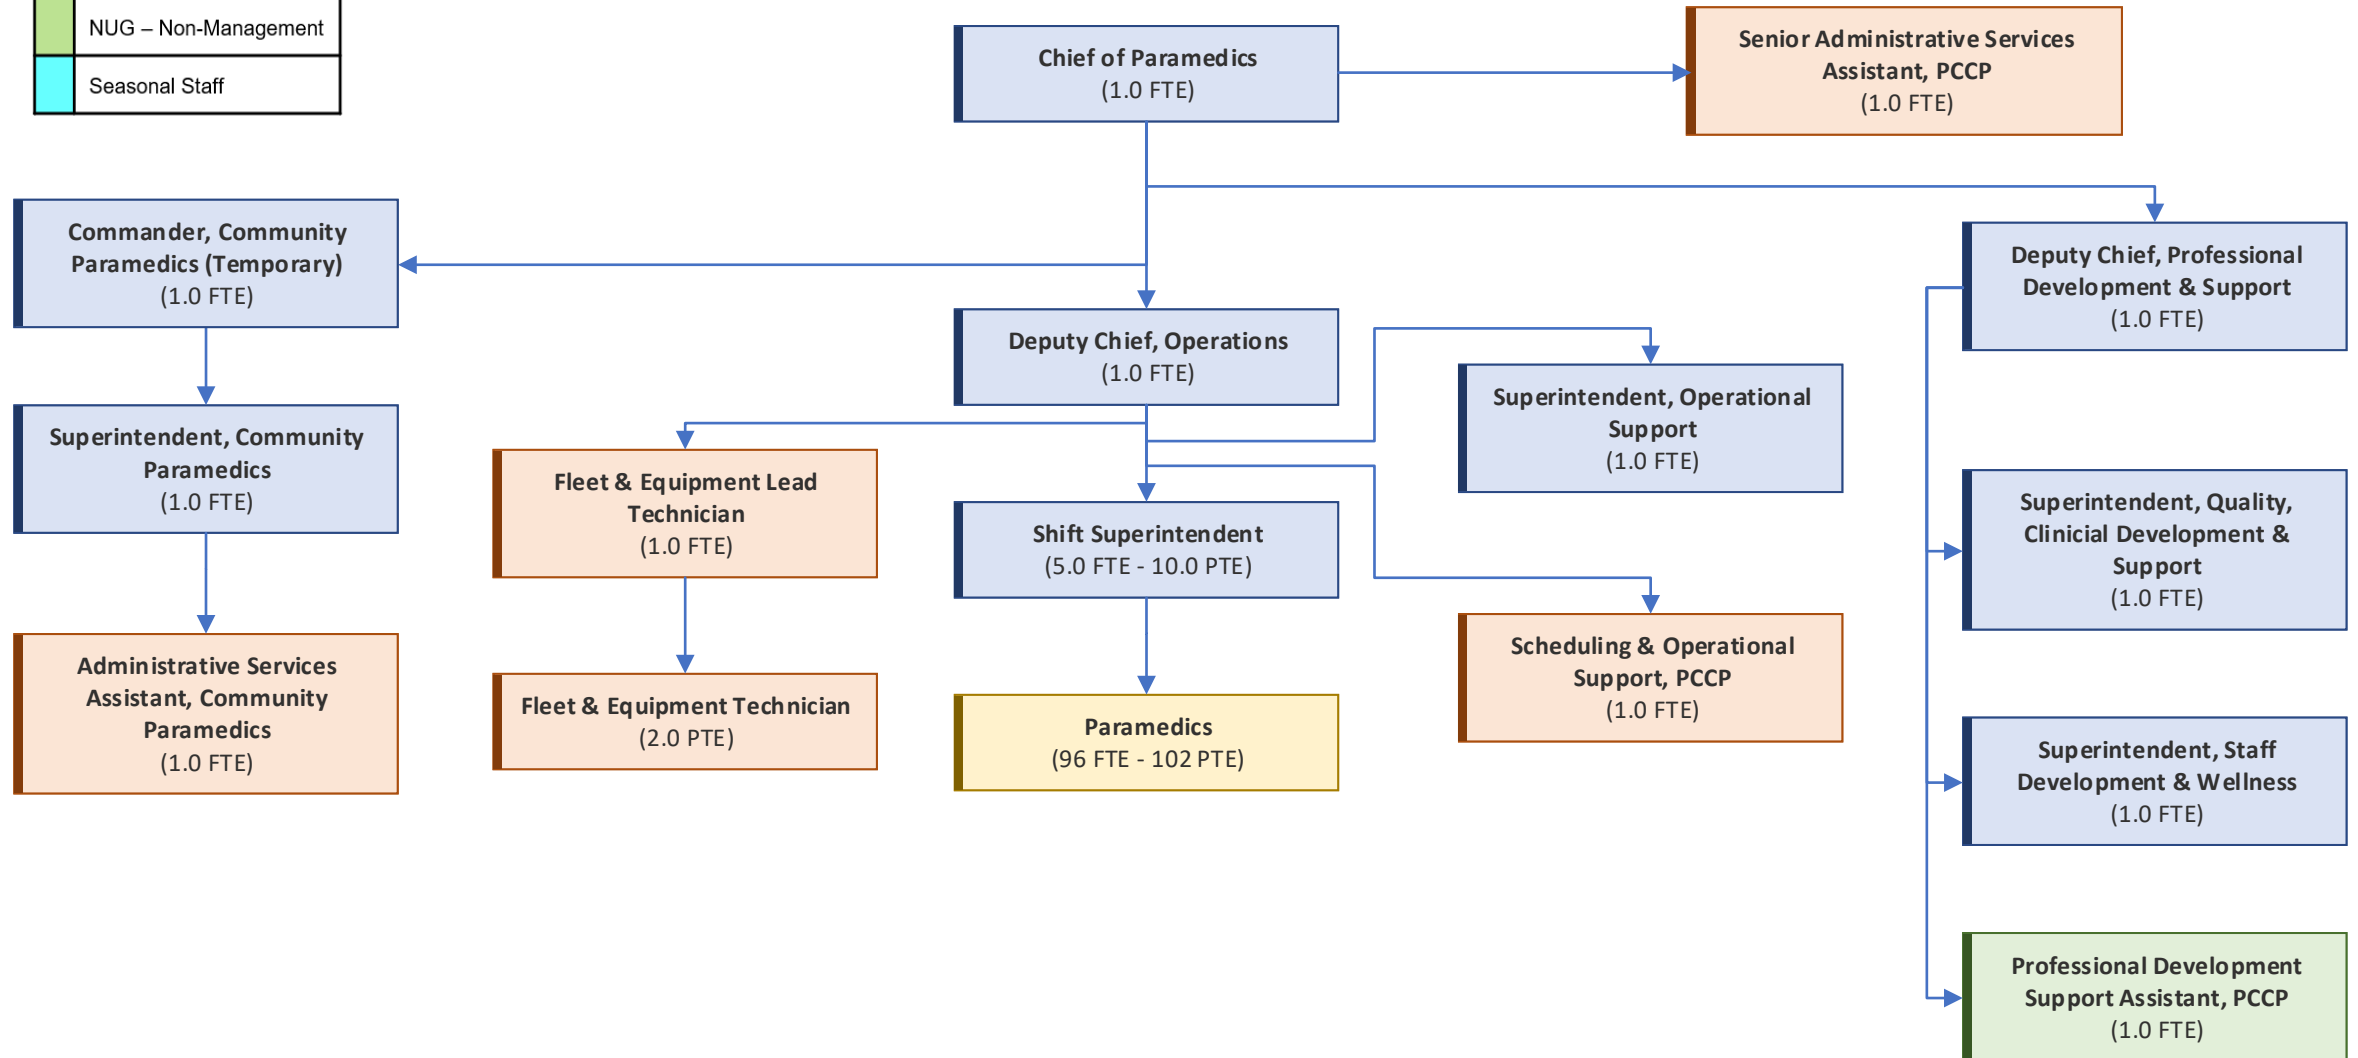 NUG – Non-Management
Seasonal Staff
Chief of Paramedics
(1.0 FTE)
Senior Administrative Services
Assistant, PCCP
(1.0 FTE)
Commander, Community
Paramedics (Temporary)
(1.0 FTE)
Deputy Chief, Professional
Development & Support
(1.0 FTE)
Deputy Chief, Operations
(1.0 FTE)
Superintendent, Operational
Support
(1.0 FTE)
Superintendent, Community
Paramedics
(1.0 FTE)
Fleet & Equipment Lead
Technician
(1.0 FTE)
Shift Superintendent
(5.0 FTE - 10.0 PTE)
Superintendent, Quality,
Clinicial Development &
Support
(1.0 FTE)
Administrative Services
Assistant, Community
Paramedics
(1.0 FTE)
Fleet & Equipment Technician
(2.0 PTE)
Paramedics
(96 FTE - 102 PTE)
Scheduling & Operational
Support, PCCP
(1.0 FTE)
Superintendent, Staff
Development & Wellness
(1.0 FTE)
Professional Development
Support Assistant, PCCP
(1.0 FTE)